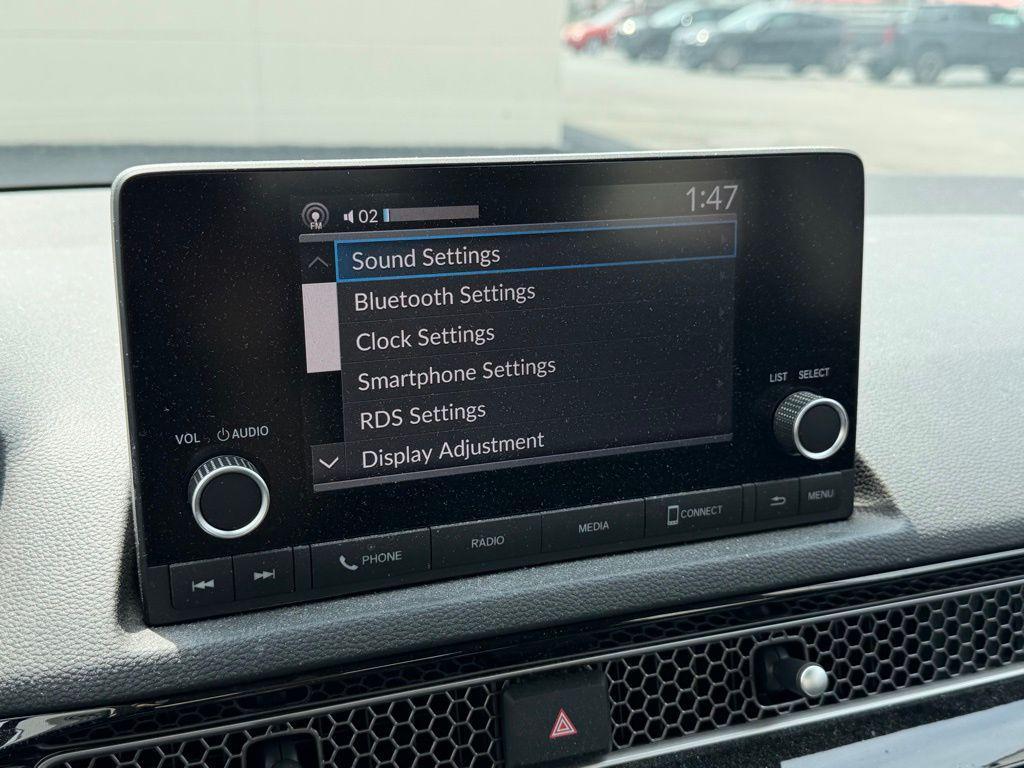 FM 02 1:47
Sound Settings
Bluetooth Settings
Clock Settings
Smartphone Settings
RDS Settings
Display Adjustment
LIST SELECT
VOL AUDIO
PHONE RADIO MEDIA CONNECT MENU